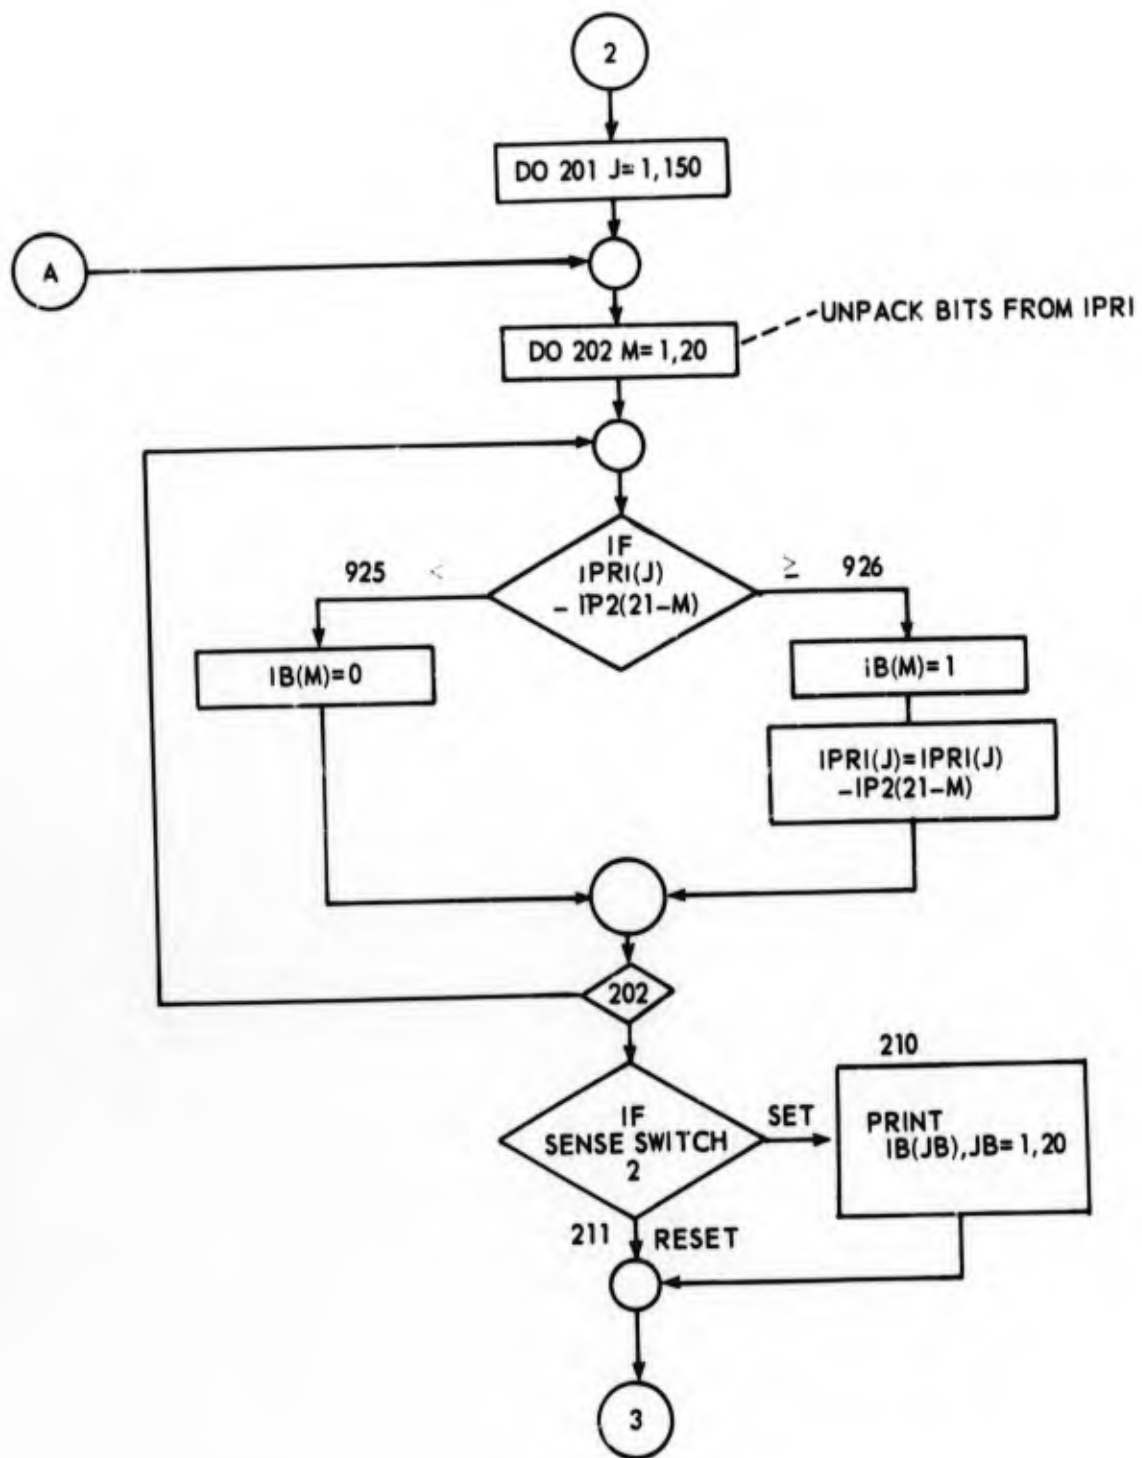 2
DO 201 J=1,150
A
UNPACK BITS FROM IPRI
DO 202 M=1,20
IF
IPRI(J)
- IP2(21-M)
925 <
≥ 926
IB(M)=0
IB(M)=1
IPRI(J)=IPRI(J)
-IP2(21-M)
202
210
IF
SENSE SWITCH
2
SET
PRINT
IB(JB),JB=1,20
211 RESET
3